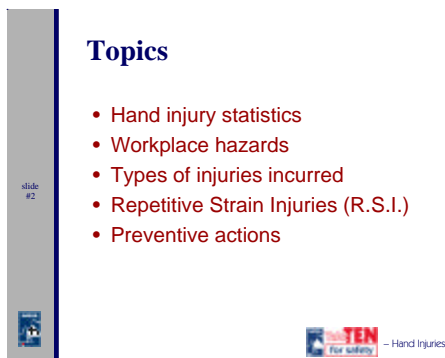 Topics
• Hand injury statistics
• Workplace hazards
• Types of injuries incurred
• Repetitive Strain Injuries (R.S.I.)
• Preventive actions
slide
#2
TEN
For safety
– Hand Injuries